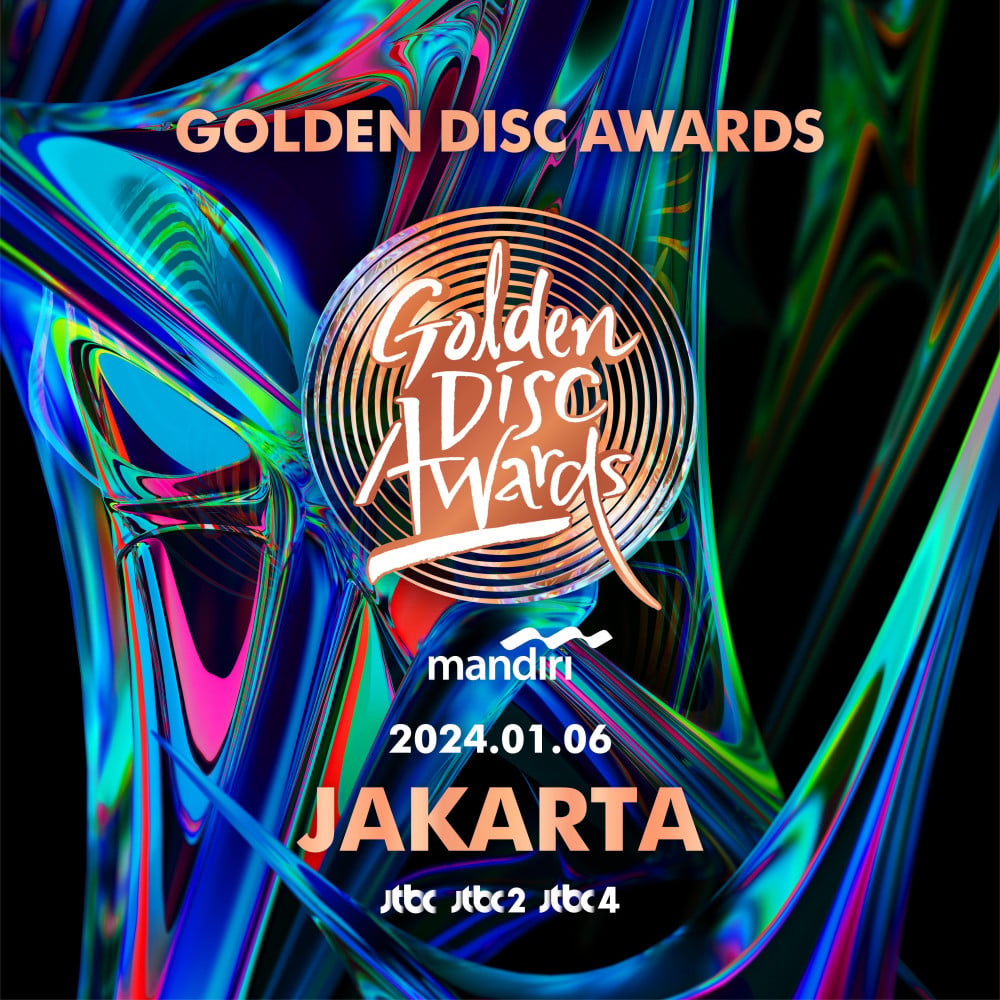 GOLDEN DISC AWARDS
Golden
Disc
Awards
mandiri
2024.01.06
JAKARTA
jtbc jtbc2 jtbc4